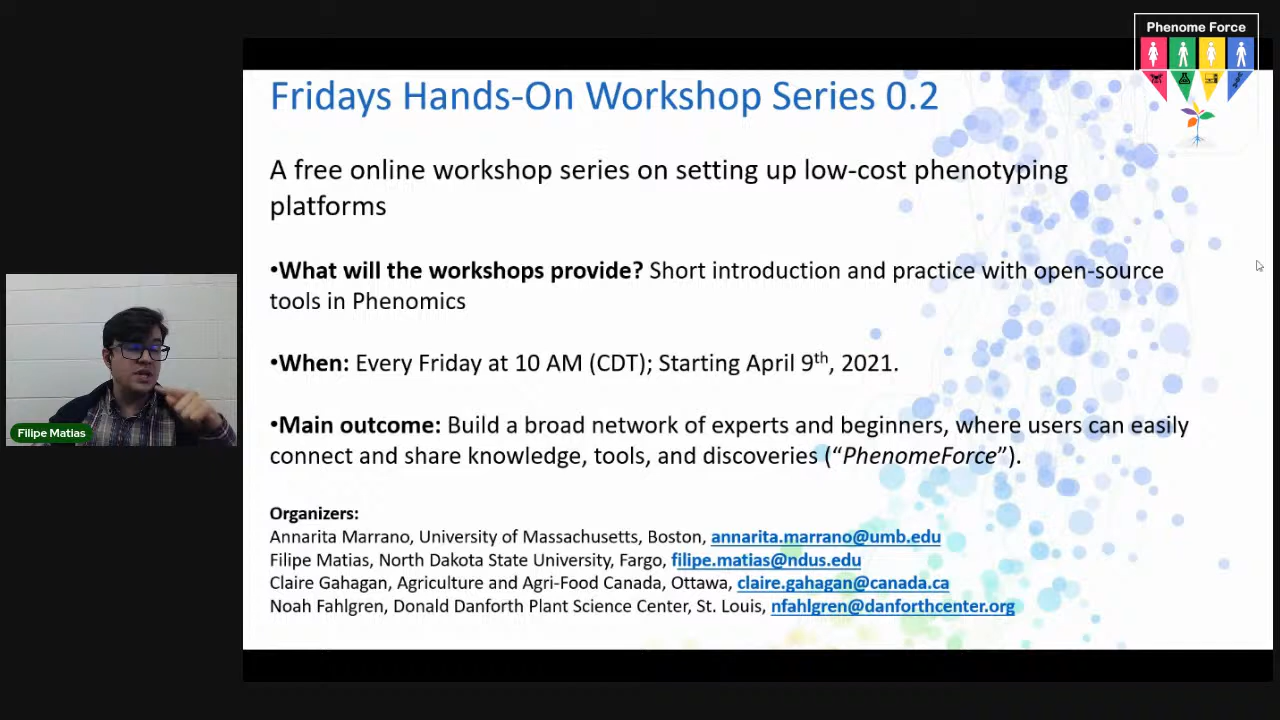 Phenome Force
Fridays Hands-On Workshop Series 0.2
A free online workshop series on setting up low-cost phenotyping
platforms
•What will the workshops provide? Short introduction and practice with open-source
tools in Phenomics
•When: Every Friday at 10 AM (CDT); Starting April 9th, 2021.
•Main outcome: Build a broad network of experts and beginners, where users can easily
connect and share knowledge, tools, and discoveries (“PhenomeForce”).
Organizers:
Annarita Marrano, University of Massachusetts, Boston, annarita.marrano@umb.edu
Filipe Matias, North Dakota State University, Fargo, filipe.matias@ndus.edu
Claire Gahagan, Agriculture and Agri-Food Canada, Ottawa, claire.gahagan@canada.ca
Noah Fahlgren, Donald Danforth Plant Science Center, St. Louis, nfahlgren@danforthcenter.org
Filipe Matias